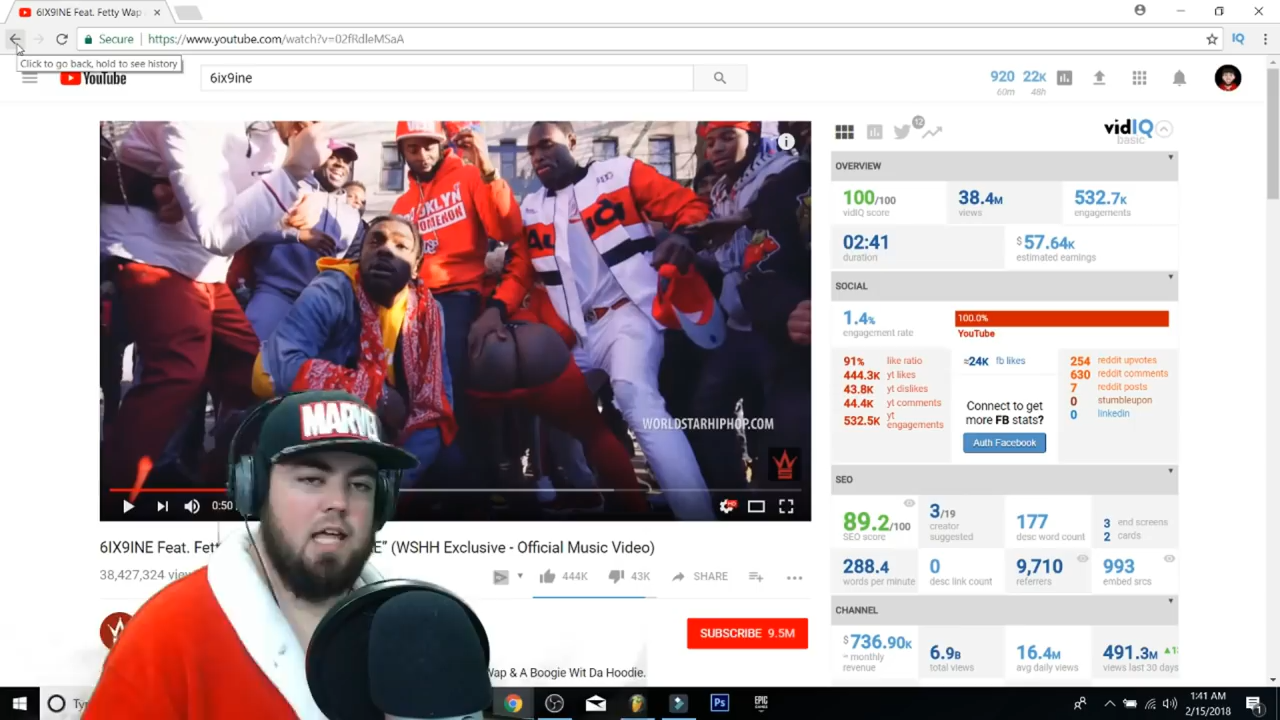 6IX9INE Feat. Fetty Wap
Secure
https://www.youtube.com/watch?v=02fRdleMSaA
IQ
Click to go back, hold to see history
YouTube
6ix9ine
920 22K
60m 48h
12
vidIQ
basic
OVERVIEW
100/100
vidIQ score
38.4M
views
532.7K
engagements
02:41
duration
$57.64K
estimated earnings
SOCIAL
1.4%
engagement rate
100.0%
YouTube
91% like ratio
444.3K yt likes
43.8K yt dislikes
44.4K yt comments
532.5K yt engagements
≈24K fb likes
Connect to get
more FB stats?
Auth Facebook
254 reddit upvotes
630 reddit comments
7 reddit posts
0 stumbleupon
0 linkedin
SEO
89.2/100
SEO score
3/19
creator
suggested
177
desc word count
3 end screens
2 cards
288.4
words per minute
0
desc link count
9,710
referrers
993
embed srcs
CHANNEL
$736.90K
≈ monthly
revenue
6.9B
total views
16.4M
avg daily views
491.3M
views last 30 days
WORLDSTARHIPHOP.COM
MARVEL
0:50
HD
6IX9INE Feat. (WSHH Exclusive - Official Music Video)
38,427,324
444K
43K
SHARE
SUBSCRIBE 9.5M
Wap & A Boogie Wit Da Hoodie.
Ps
EPIC
GAMES
1:41 AM
2/15/2018
1